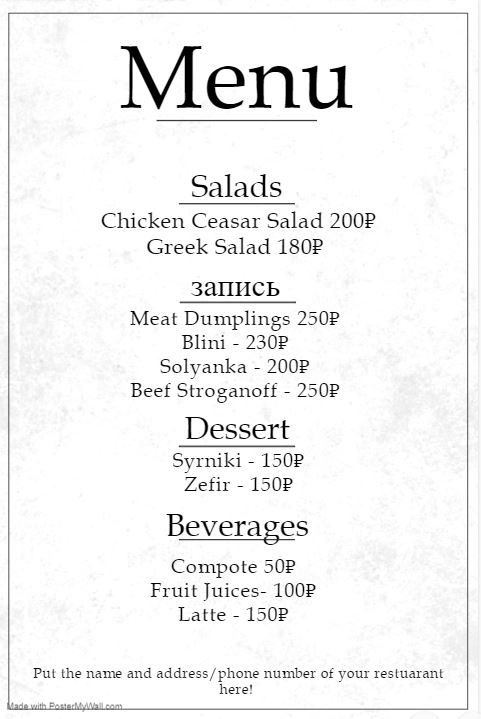 Menu
Salads
Chicken Ceasar Salad 200₽
Greek Salad 180₽
запись
Meat Dumplings 250₽
Blini - 230₽
Solyanka - 200₽
Beef Stroganoff - 250₽
Dessert
Syrniki - 150₽
Zefir - 150₽
Beverages
Compote 50₽
Fruit Juices- 100₽
Latte - 150₽
Put the name and address/phone number of your restuarant
here!
Made with PosterMyWall.com